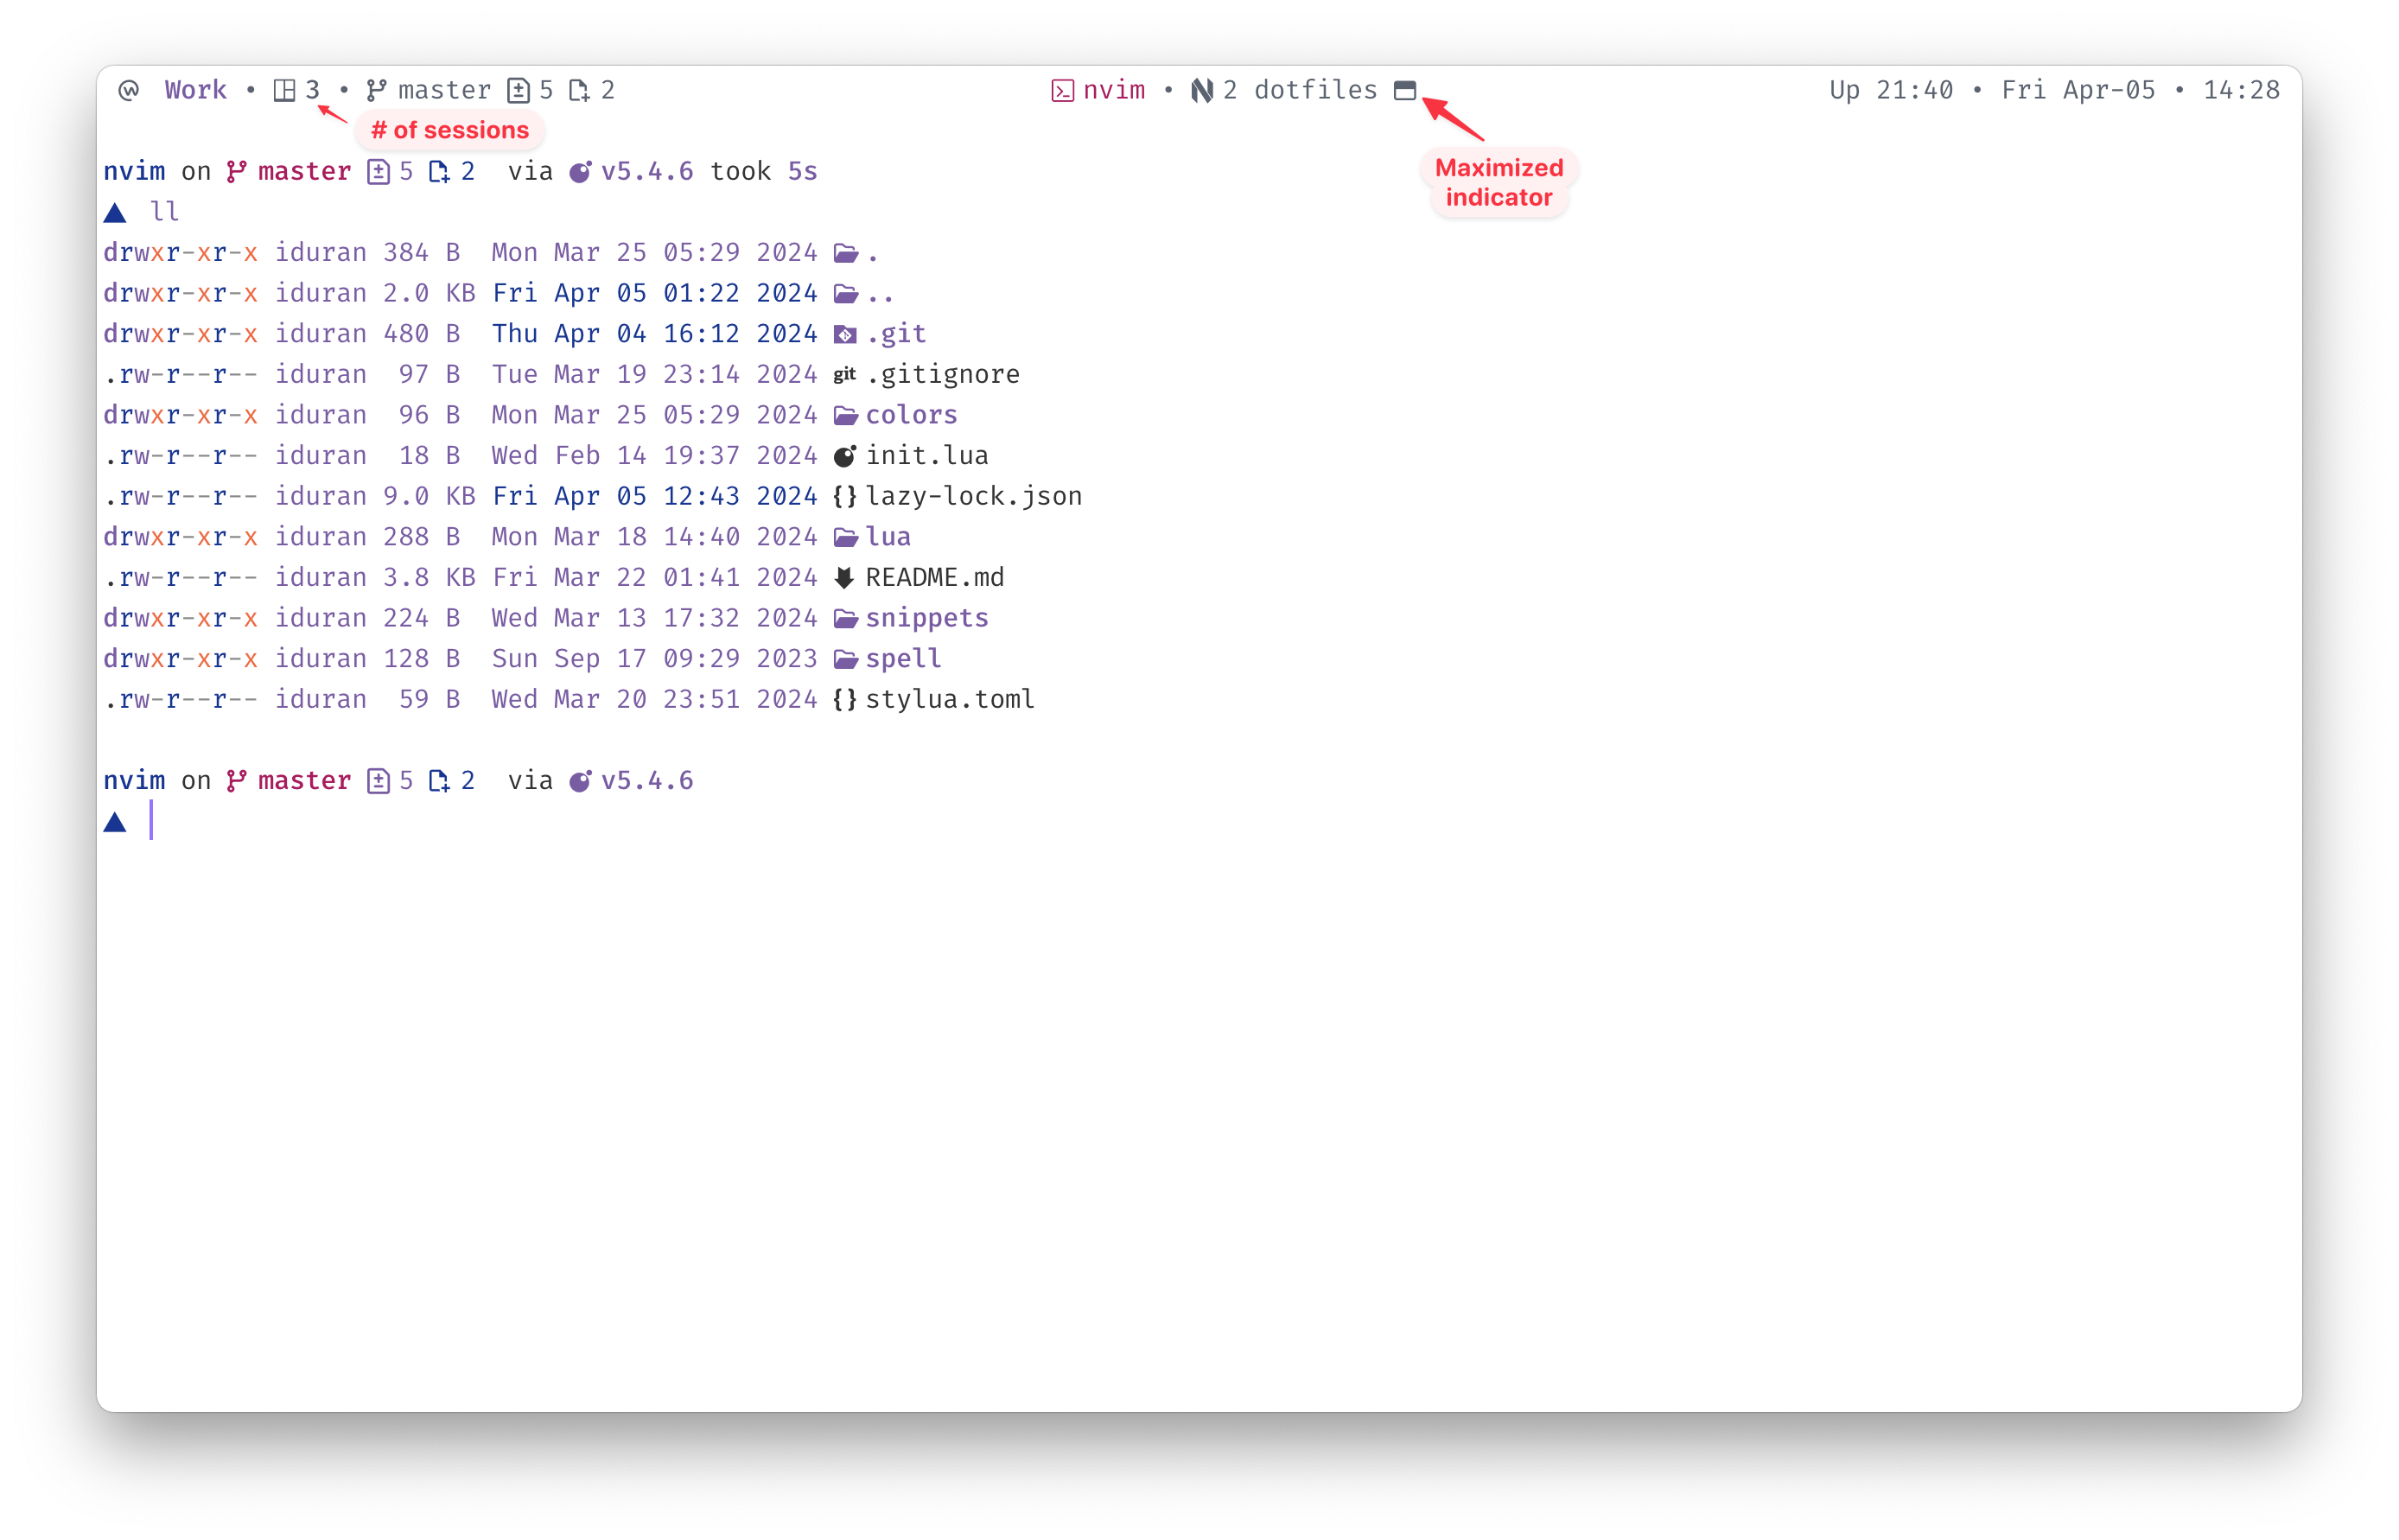 Work • 3 • master 5 2 nvim • 2 dotfiles Up 21:40 • Fri Apr-05 • 14:28
# of sessions
Maximized
indicator
nvim on master 5 2 via v5.4.6 took 5s
ll
drwxr-xr-x iduran 384 B Mon Mar 25 05:29 2024 .
drwxr-xr-x iduran 2.0 KB Fri Apr 05 01:22 2024 ..
drwxr-xr-x iduran 480 B Thu Apr 04 16:12 2024 .git
.rw-r--r-- iduran 97 B Tue Mar 19 23:14 2024 git .gitignore
drwxr-xr-x iduran 96 B Mon Mar 25 05:29 2024 colors
.rw-r--r-- iduran 18 B Wed Feb 14 19:37 2024 init.lua
.rw-r--r-- iduran 9.0 KB Fri Apr 05 12:43 2024 {} lazy-lock.json
drwxr-xr-x iduran 288 B Mon Mar 18 14:40 2024 lua
.rw-r--r-- iduran 3.8 KB Fri Mar 22 01:41 2024 README.md
drwxr-xr-x iduran 224 B Wed Mar 13 17:32 2024 snippets
drwxr-xr-x iduran 128 B Sun Sep 17 09:29 2023 spell
.rw-r--r-- iduran 59 B Wed Mar 20 23:51 2024 {} stylua.toml
nvim on master 5 2 via v5.4.6